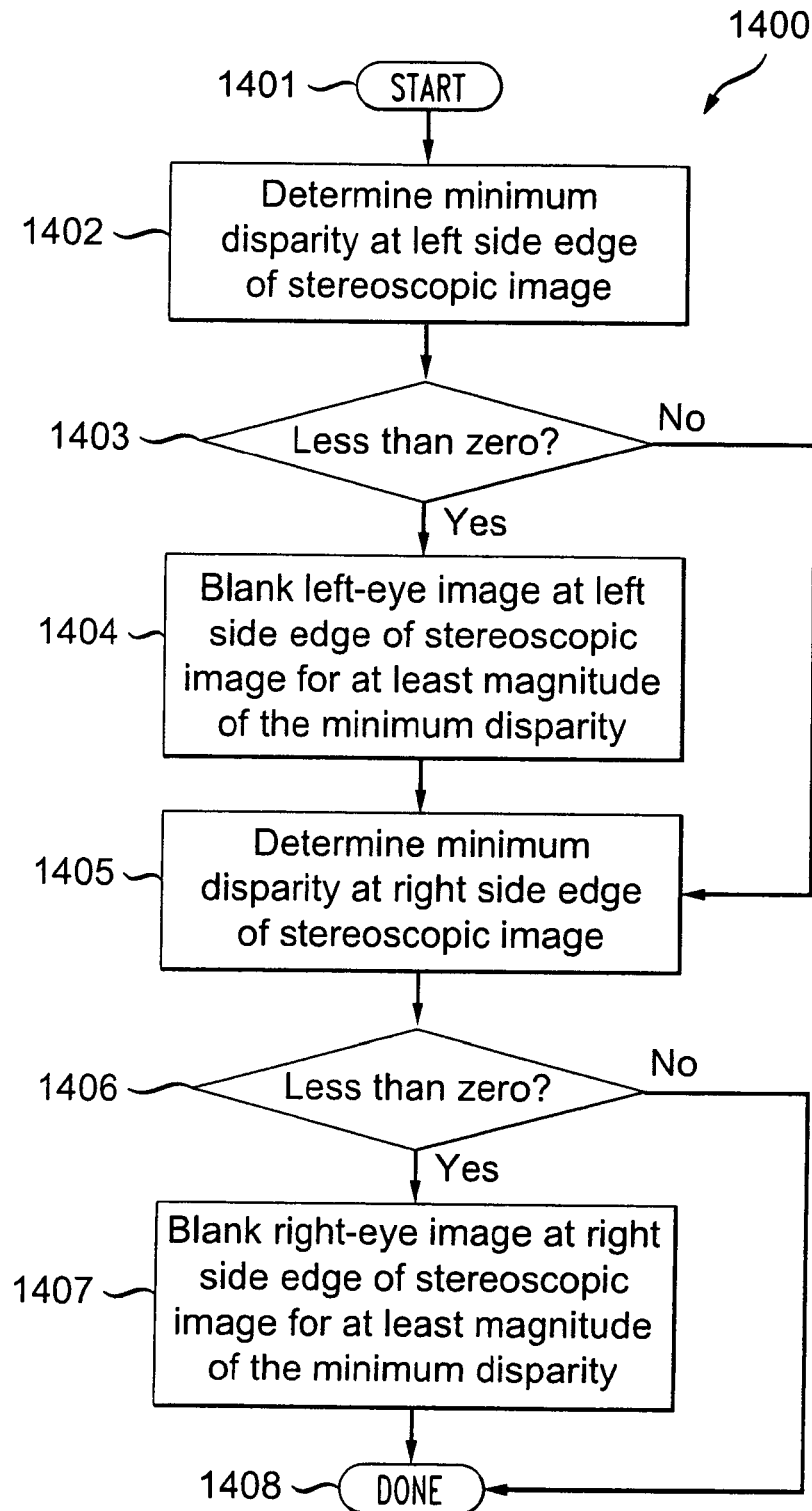 1400
1401
START
1402
Determine minimum
disparity at left side edge
of stereoscopic image
1403
Less than zero?
No
Yes
1404
Blank left-eye image at left
side edge of stereoscopic
image for at least magnitude
of the minimum disparity
1405
Determine minimum
disparity at right side edge
of stereoscopic image
1406
Less than zero?
No
Yes
1407
Blank right-eye image at right
side edge of stereoscopic
image for at least magnitude
of the minimum disparity
1408
DONE